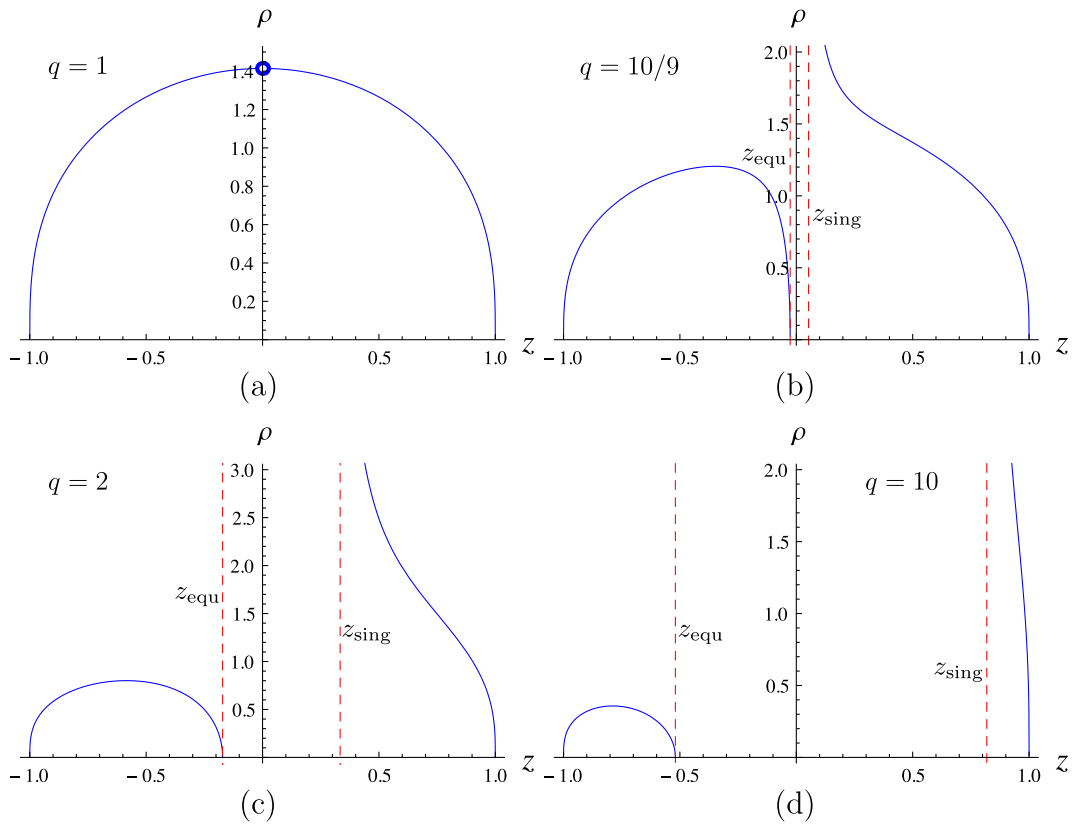 ρ
q = 1
1.4
1.2
1.0
0.8
0.6
0.4
0.2
−1.0 −0.5 0.5 1.0 z
(a)
ρ
q = 10/9
2.0
1.5
z_equ
1.0
z_sing
0.5
−1.0 −0.5 0.5 1.0 z
(b)
ρ
q = 2
3.0
2.5
2.0
z_equ
1.5
z_sing
1.0
0.5
−1.0 −0.5 0.5 1.0 z
(c)
ρ
q = 10
2.0
1.5
z_equ
1.0
z_sing
0.5
−1.0 −0.5 0.5 1.0 z
(d)